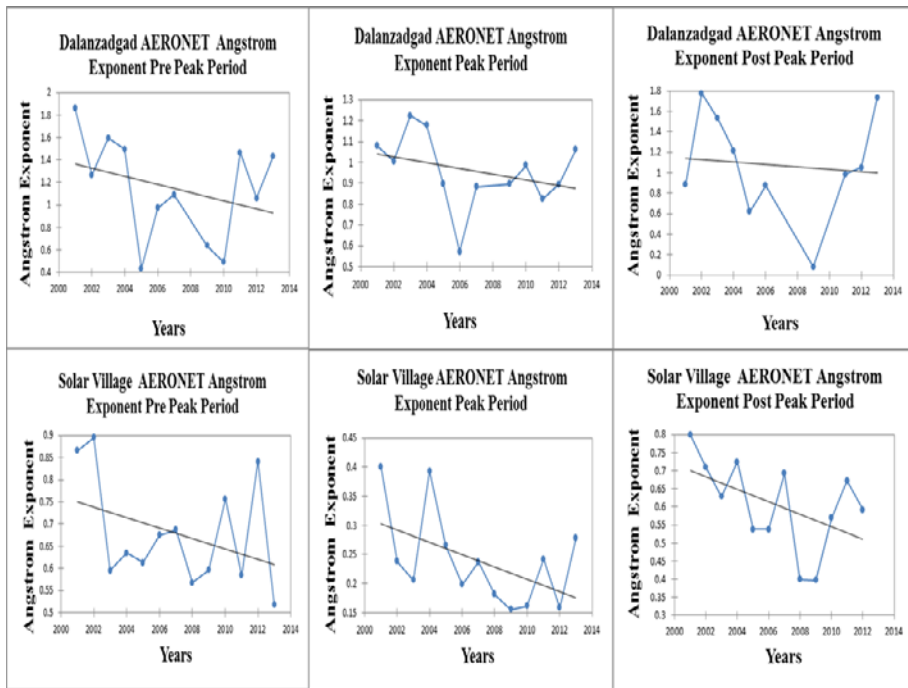 Dalanzadgad AERONET Angstrom
Exponent Pre Peak Period
Angstrom Exponent
2
1.8
1.6
1.4
1.2
1
0.8
0.6
0.4
2000 2002 2004 2006 2008 2010 2012 2014
Years
Dalanzadgad AERONET Angstrom
Exponent Peak Period
Angstrom Exponent
1.3
1.2
1.1
1
0.9
0.8
0.7
0.6
0.5
2000 2002 2004 2006 2008 2010 2012 2014
Years
Dalanzadgad AERONET Angstrom
Exponent Post Peak Period
Angstrom Exponent
1.8
1.6
1.4
1.2
1
0.8
0.6
0.4
0.2
0
2000 2002 2004 2006 2008 2010 2012 2014
Years
Solar Village AERONET Angstrom
Exponent Pre Peak Period
Angstrom Exponent
0.9
0.85
0.8
0.75
0.7
0.65
0.6
0.55
0.5
2000 2002 2004 2006 2008 2010 2012 2014
Years
Solar Village AERONET Angstrom
Exponent Peak Period
Angstrom Exponent
0.45
0.4
0.35
0.3
0.25
0.2
0.15
2000 2002 2004 2006 2008 2010 2012 2014
Years
Solar Village AERONET Angstrom
Exponent Post Peak Period
Angstrom Exponent
0.8
0.75
0.7
0.65
0.6
0.55
0.5
0.45
0.4
0.35
0.3
2000 2002 2004 2006 2008 2010 2012 2014
Years